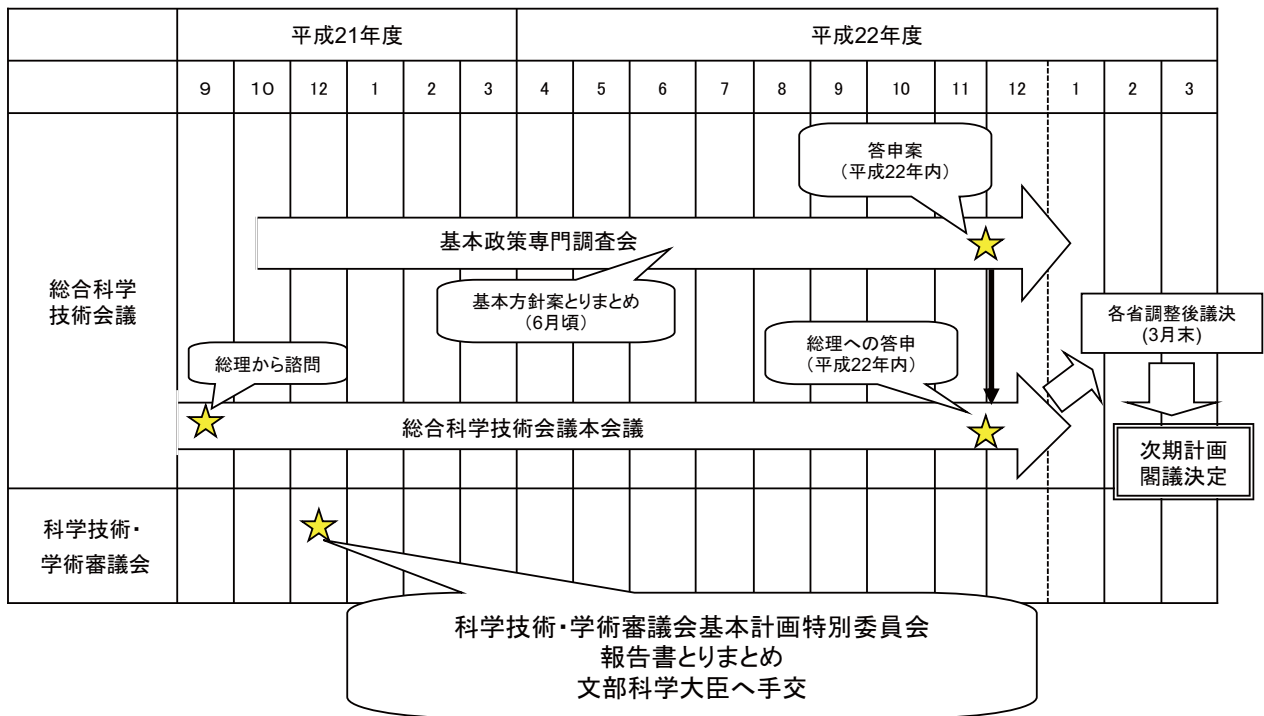 平成21年度
平成22年度
9 10 12 1 2 3 4 5 6 7 8 9 10 11 12 1 2 3
答申案
(平成22年内)
基本政策専門調査会
総合科学
技術会議
基本方針案とりまとめ
(6月頃)
各省調整後議決
(3月末)
総理から諮問
総理への答申
(平成22年内)
総合科学技術会議本会議
次期計画
閣議決定
科学技術・
学術審議会
科学技術・学術審議会基本計画特別委員会
報告書とりまとめ
文部科学大臣へ手交